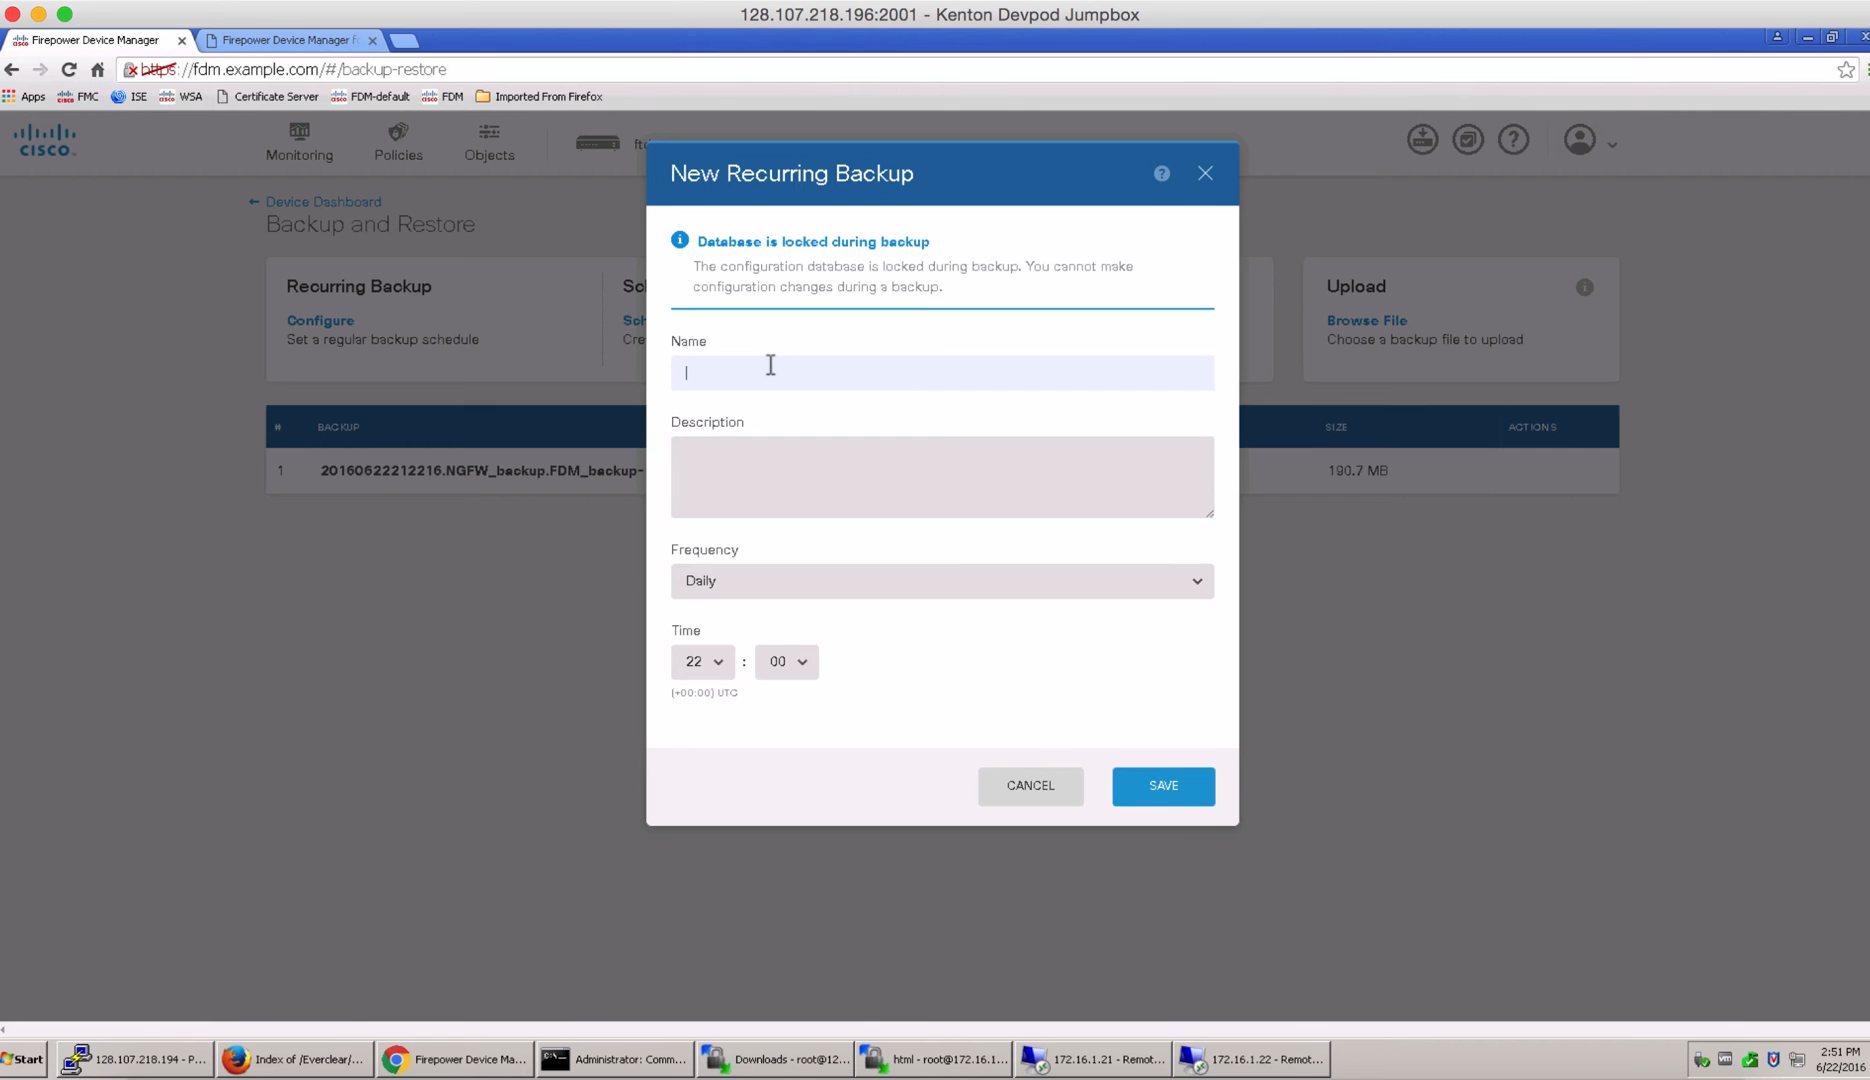 128.107.218.196:2001 - Kenton Devpod Jumpbox
Firepower Device Manager
Firepower Device Manager f
https://fdm.example.com/#/backup-restore
Apps FMC ISE WSA Certificate Server FDM-default FDM Imported From Firefox
CISCO
Monitoring
Policies
Objects
New Recurring Backup
Device Dashboard
Backup and Restore
Database is locked during backup
The configuration database is locked during backup. You cannot make
configuration changes during a backup.
Recurring Backup
Configure
Set a regular backup schedule
Upload
Browse File
Choose a backup file to upload
Name
# BACKUP SIZE ACTIONS
1 20160622212216.NGFW_backup.FDM_backup- 190.7 MB
Description
Frequency
Daily
Time
22 : 00
(+00:00) UTC
CANCEL
SAVE
Start
128.107.218.194 - P...
Index of /Everclear/...
Firepower Device Ma...
Administrator: Comm...
Downloads - root@12...
html - root@172.16.1...
172.16.1.21 - Remot...
172.16.1.22 - Remot...
2:51 PM
6/22/2016